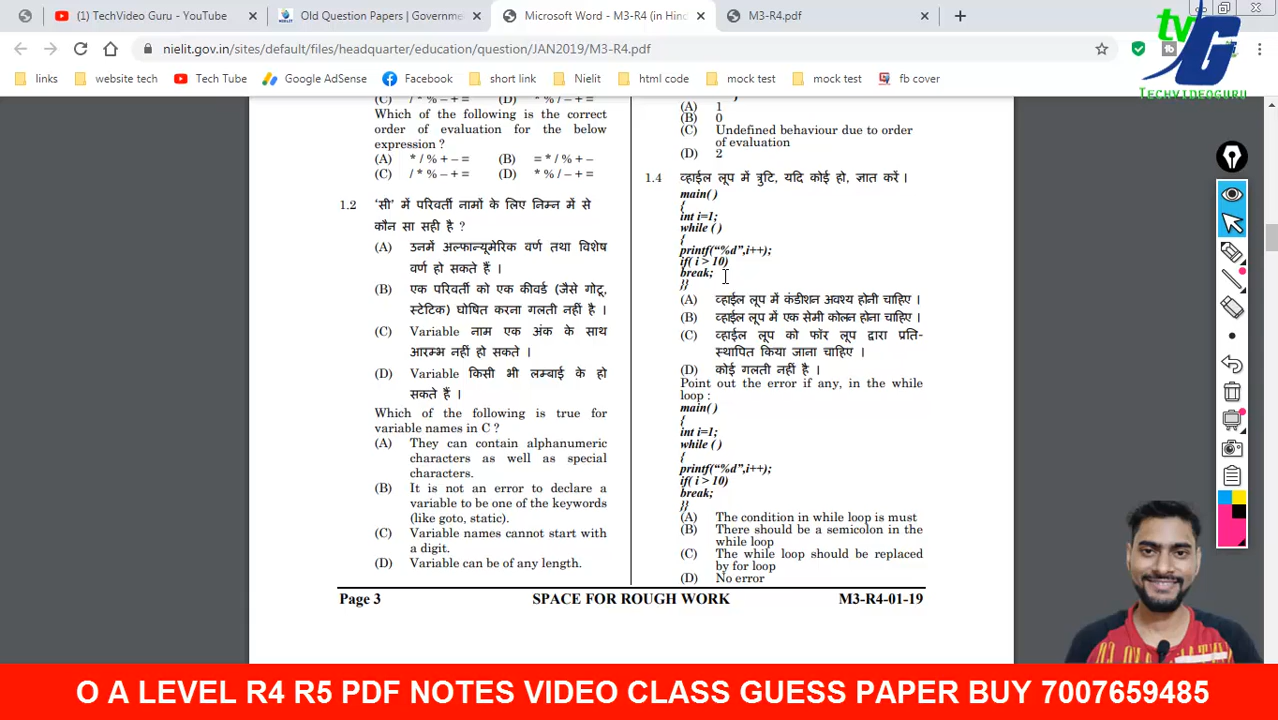 (1) TechVideo Guru - YouTube
Old Question Papers | Governme
Microsoft Word - M3-R4 (in Hind
M3-R4.pdf
nielit.gov.in/sites/default/files/headquarter/education/question/JAN2019/M3-R4.pdf
links
website tech
Tech Tube
Google AdSense
Facebook
short link
Nielit
html code
mock test
mock test
fb cover
tv
G
TECHVIDEOGURU
(C) / * % – + = (D) * % / – + =
Which of the following is the correct
order of evaluation for the below
expression ?
(A) * / % + – = (B) = * / % + –
(C) / * % – + = (D) * % / – + =
1.2 ‘सी’ में परिवर्ती नामों के लिए निम्न में से
कौन सा सही है ?
(A) उनमें अल्फान्यूमेरिक वर्ण तथा विशेष
वर्ण हो सकते हैं ।
(B) एक परिवर्ती को एक कीवर्ड (जैसे गोटू,
स्टेटिक) घोषित करना गलती नहीं है ।
(C) Variable नाम एक अंक के साथ
आरम्भ नहीं हो सकते ।
(D) Variable किसी भी लम्बाई के हो
सकते हैं ।
Which of the following is true for
variable names in C ?
(A) They can contain alphanumeric
characters as well as special
characters.
(B) It is not an error to declare a
variable to be one of the keywords
(like goto, static).
(C) Variable names cannot start with
a digit.
(D) Variable can be of any length.
(A) 1
(B) 0
(C) Undefined behaviour due to order
of evaluation
(D) 2
1.4 व्हाईल लूप में त्रुटि, यदि कोई हो, ज्ञात करें ।
main( )
{
int i=1;
while ( )
{
printf(“%d”,i++);
if( i > 10)
break;
}}
(A) व्हाईल लूप में कंडीशन अवश्य होनी चाहिए ।
(B) व्हाईल लूप में एक सेमी कोलन होना चाहिए ।
(C) व्हाईल लूप को फॉर लूप द्वारा प्रति-
स्थापित किया जाना चाहिए ।
(D) कोई गलती नहीं है ।
Point out the error if any, in the while
loop :
main( )
{
int i=1;
while ( )
{
printf(“%d”,i++);
if( i > 10)
break;
}}
(A) The condition in while loop is must
(B) There should be a semicolon in the
while loop
(C) The while loop should be replaced
by for loop
(D) No error
Page 3 SPACE FOR ROUGH WORK M3-R4-01-19
O A LEVEL R4 R5 PDF NOTES VIDEO CLASS GUESS PAPER BUY 7007659485